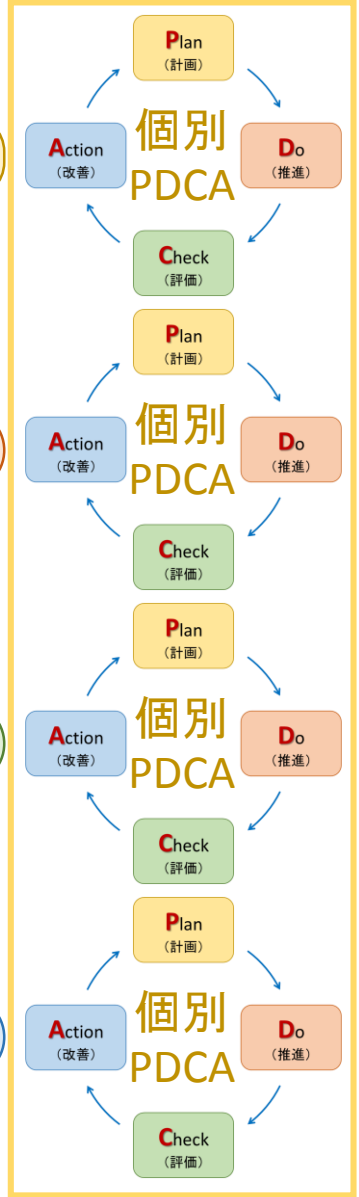 Plan
(計画)
個別
PDCA
Action
(改善)
Do
(推進)
Check
(評価)
Plan
(計画)
個別
PDCA
Action
(改善)
Do
(推進)
Check
(評価)
Plan
(計画)
個別
PDCA
Action
(改善)
Do
(推進)
Check
(評価)
Plan
(計画)
個別
PDCA
Action
(改善)
Do
(推進)
Check
(評価)